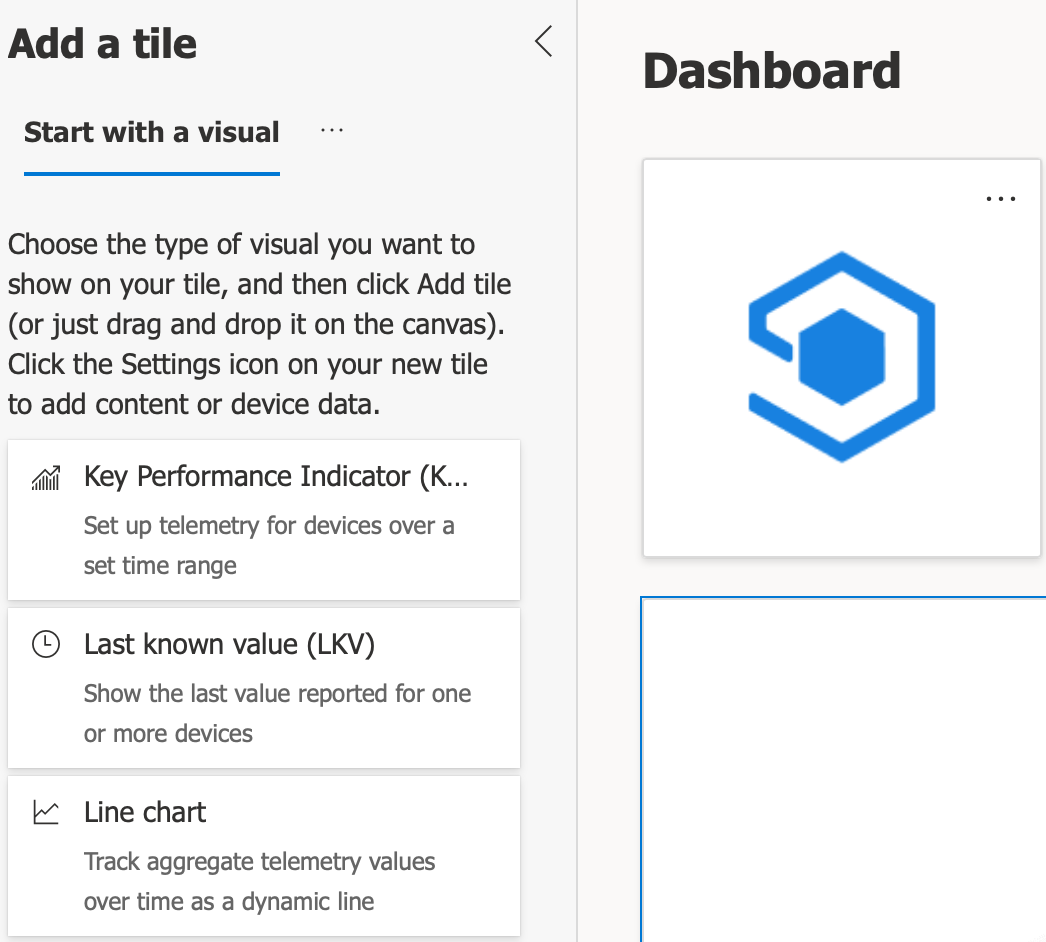 Add a tile
Dashboard
Start with a visual
...
Choose the type of visual you want to
show on your tile, and then click Add tile
(or just drag and drop it on the canvas).
Click the Settings icon on your new tile
to add content or device data.
Key Performance Indicator (K...
Set up telemetry for devices over a
set time range
Last known value (LKV)
Show the last value reported for one
or more devices
Line chart
Track aggregate telemetry values
over time as a dynamic line
...